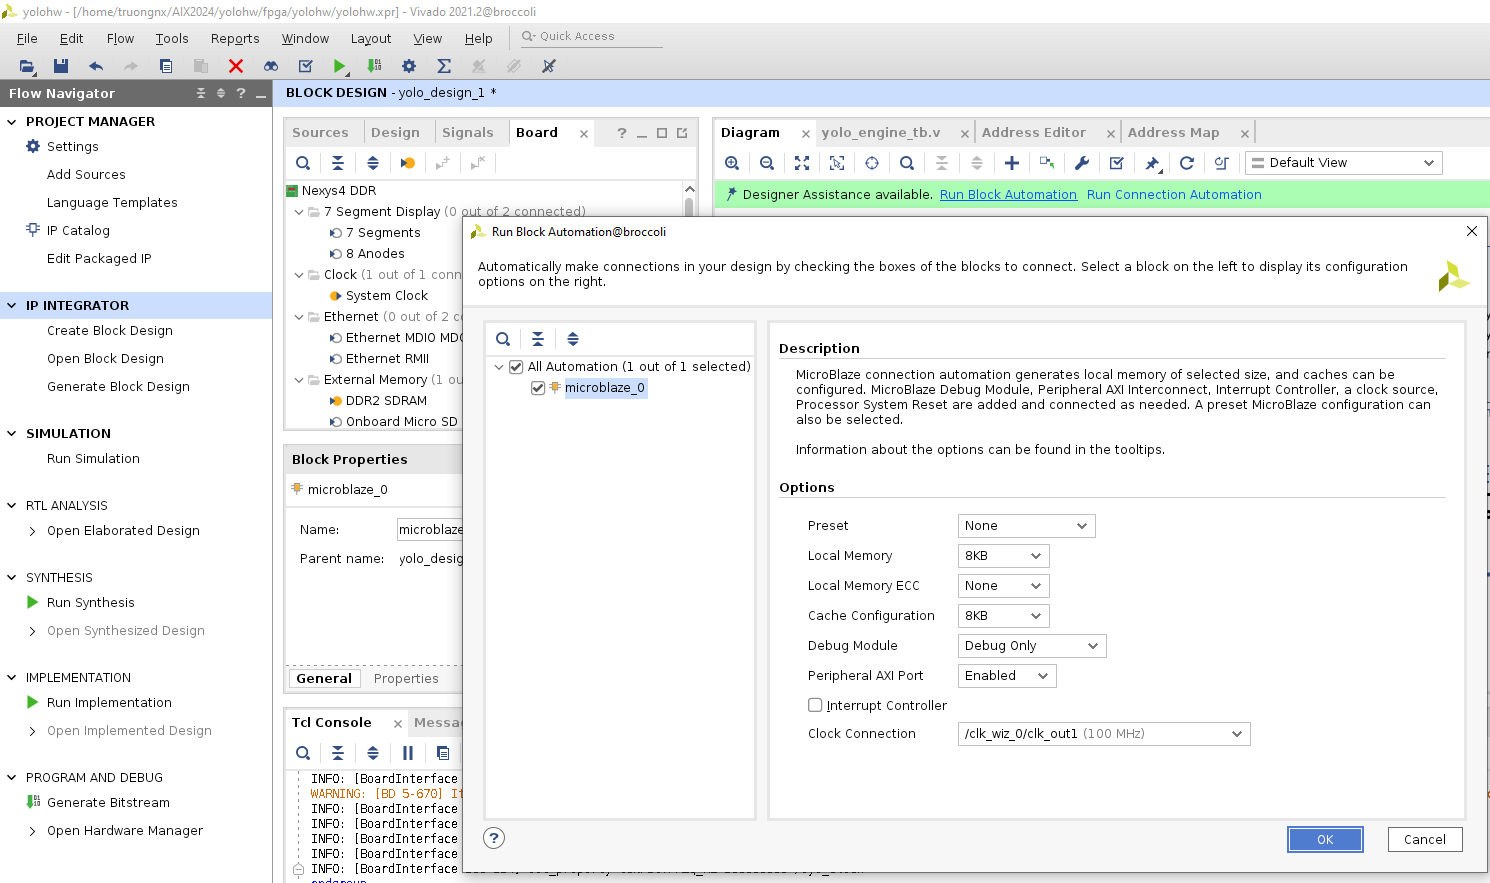 yolohw - [/home/truongnx/AIX2024/yolohw/fpga/yolohw/yolohw.xpr] - Vivado 2021.2@broccoli
File Edit Flow Tools Reports Window Layout View Help Quick Access
Flow Navigator
PROJECT MANAGER
Settings
Add Sources
Language Templates
IP Catalog
Edit Packaged IP
IP INTEGRATOR
Create Block Design
Open Block Design
Generate Block Design
SIMULATION
Run Simulation
RTL ANALYSIS
Open Elaborated Design
SYNTHESIS
Run Synthesis
Open Synthesized Design
IMPLEMENTATION
Run Implementation
Open Implemented Design
PROGRAM AND DEBUG
Generate Bitstream
Open Hardware Manager
BLOCK DESIGN - yolo_design_1 *
Sources Design Signals Board
Nexys4 DDR
7 Segment Display (0 out of 2 connected)
7 Segments
8 Anodes
Clock (1 out of 1 conn
System Clock
Ethernet (0 out of 2 c
Ethernet MDIO MDC
Ethernet RMII
External Memory (1 ou
DDR2 SDRAM
Onboard Micro SD
Block Properties
microblaze_0
Name: microblaze
Parent name: yolo_desig
General Properties
Tcl Console Messa
INFO: [BoardInterface
WARNING: [BD 5-670] It
INFO: [BoardInterface
INFO: [BoardInterface
INFO: [BoardInterface
INFO: [BoardInterface
INFO: [BoardInterface
endgroup
Diagram yolo_engine_tb.v Address Editor Address Map
Default View
Designer Assistance available. Run Block Automation Run Connection Automation
Run Block Automation@broccoli
Automatically make connections in your design by checking the boxes of the blocks to connect. Select a block on the left to display its configuration
options on the right.
All Automation (1 out of 1 selected)
microblaze_0
Description
MicroBlaze connection automation generates local memory of selected size, and caches can be
configured. MicroBlaze Debug Module, Peripheral AXI Interconnect, Interrupt Controller, a clock source,
Processor System Reset are added and connected as needed. A preset MicroBlaze configuration can
also be selected.
Information about the options can be found in the tooltips.
Options
Preset None
Local Memory 8KB
Local Memory ECC None
Cache Configuration 8KB
Debug Module Debug Only
Peripheral AXI Port Enabled
Interrupt Controller
Clock Connection /clk_wiz_0/clk_out1 (100 MHz)
OK Cancel